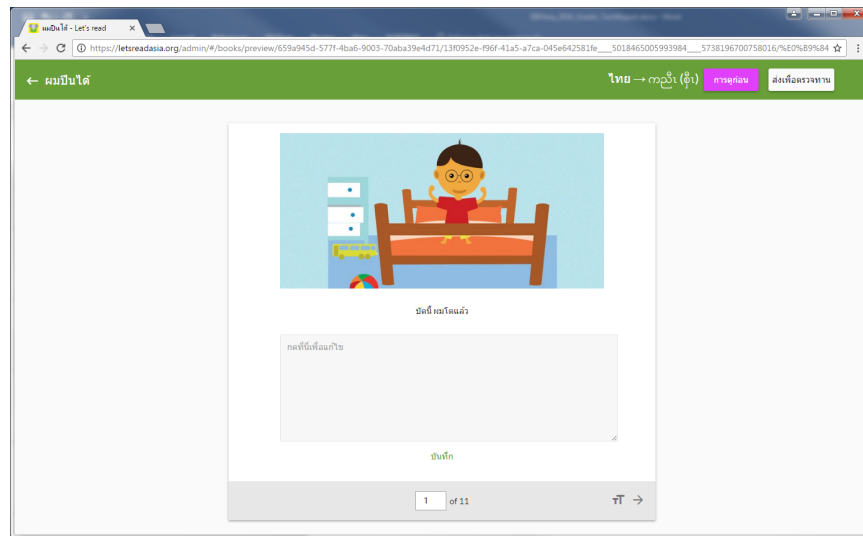 ผมปีนได้ - Let's read
https://letsreadasia.org/admin/#/books/preview/659a945d-577f-4ba6-9003-70aba39e4d71/13f0952e-f96f-41a5-a7ca-045e642581fe___5018465005993984___5738196700758016/%E0%B9%84
← ผมปีนได้
ไทย → ကညီၤ (စှီၤ) การดูก่อน ส่งเพื่อตรวจทาน
บัดนี้ ผมโตแล้ว
กดที่นี่เพื่อแก้ไข
บันทึก
1 of 11